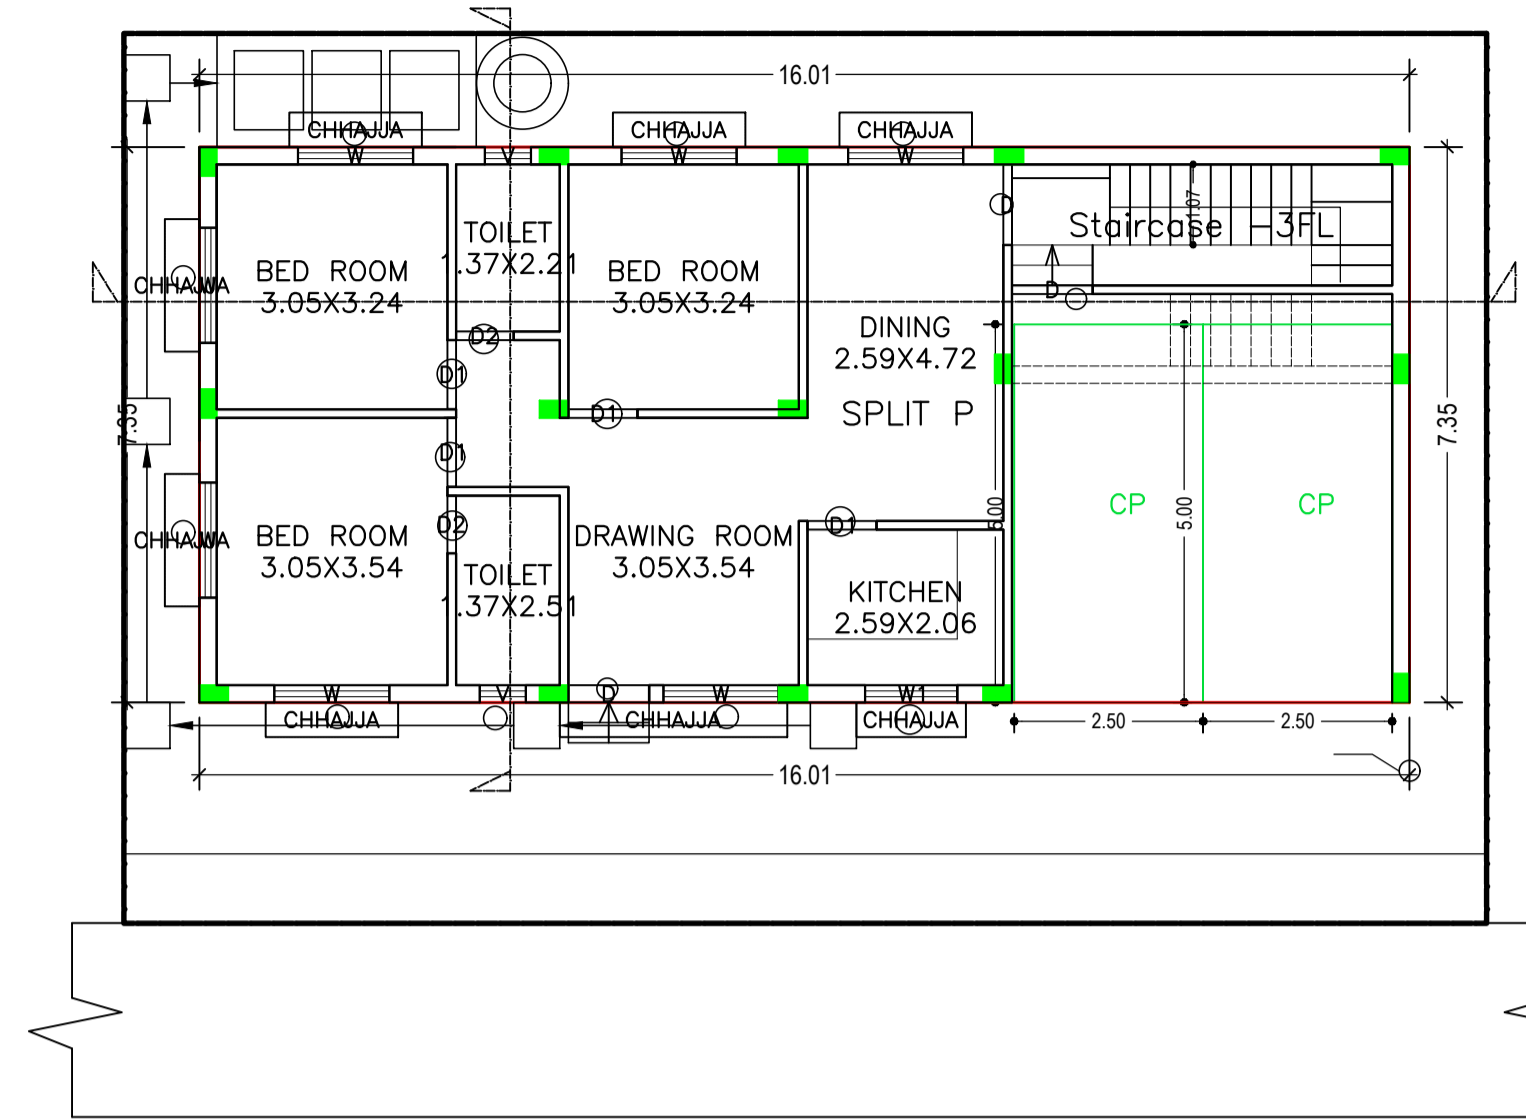 16.01
CHHAJJA
CHHAJJA
CHHAJJA
W
V
W
W
D
1.07
Staircase -3FL
TOILET
1.37X2.21
BED ROOM
3.05X3.24
BED ROOM
3.05X3.24
CHHAJJA
W
D
DINING
2.59X4.72
D2
D1
D1
SPLIT P
7.35
7.35
D1
CP
CP
5.00
5.00
D2
D1
CHHAJJA
W
BED ROOM
3.05X3.54
DRAWING ROOM
3.05X3.54
TOILET
1.37X2.51
KITCHEN
2.59X2.06
W
V
D
W
W1
CHHAJJA
CHHAJJA
CHHAJJA
2.50
2.50
16.01